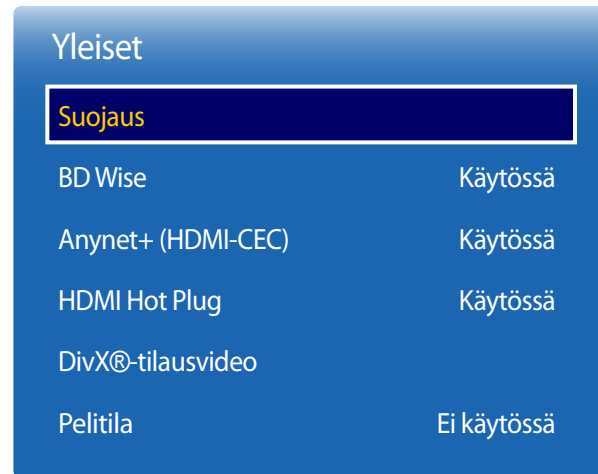 Yleiset
Suojaus
BD Wise Käytössä
Anynet+ (HDMI-CEC) Käytössä
HDMI Hot Plug Käytössä
DivX®-tilausvideo
Pelitila Ei käytössä